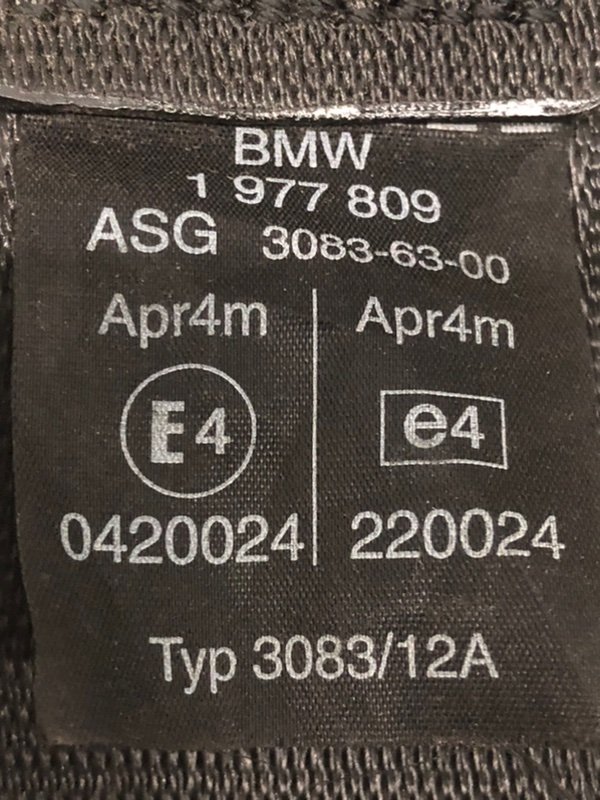 BMW
1 977 809
ASG 3083-63-00
Apr4m Apr4m
E4 e4
0420024 220024
Typ 3083/12A